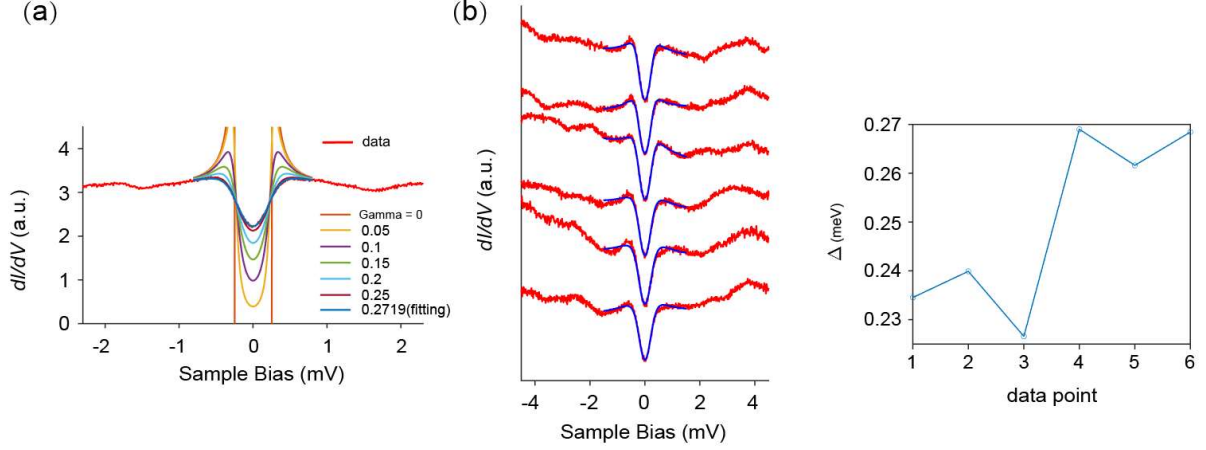 (a)
4
3
2
1
0
dI/dV (a.u.)
data
Gamma = 0
0.05
0.1
0.15
0.2
0.25
0.2719(fitting)
-2
-1
0
1
2
Sample Bias (mV)
(b)
dI/dV (a.u.)
-4
-2
0
2
4
Sample Bias (mV)
0.27
0.26
0.25
0.24
0.23
Δ (meV)
1
2
3
4
5
6
data point